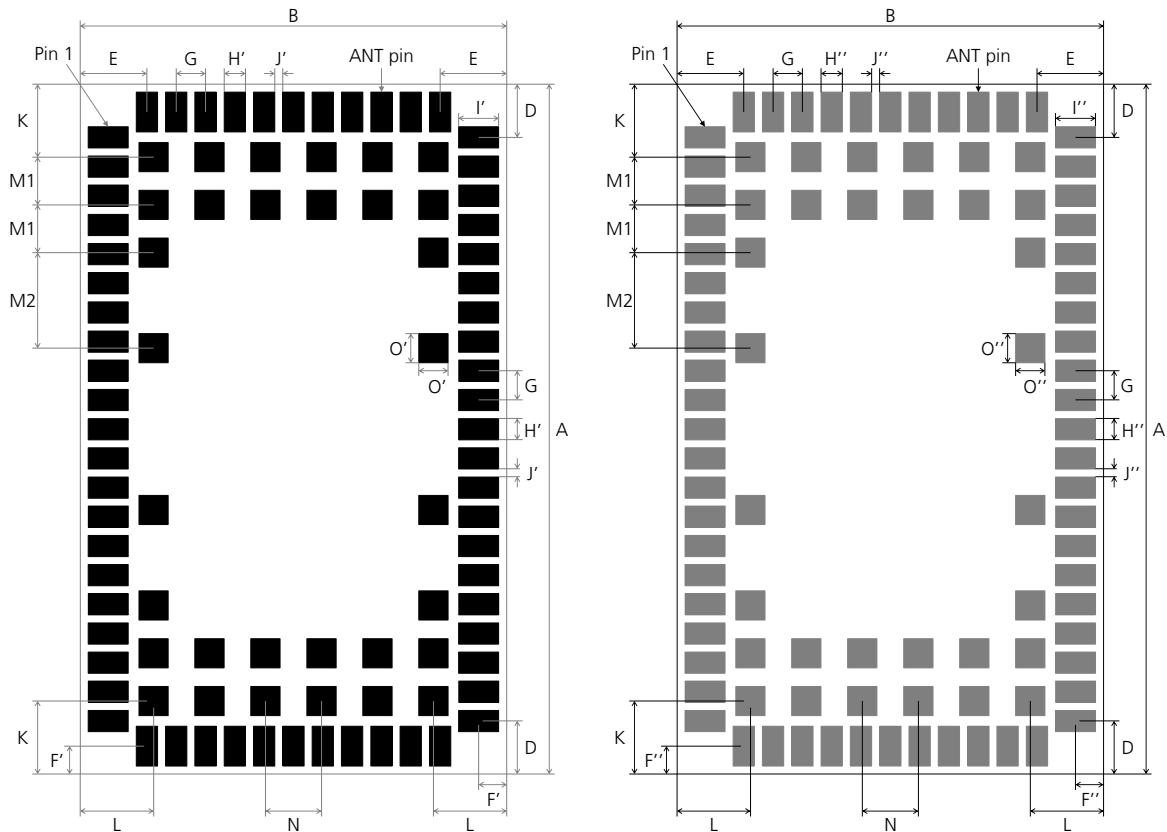 B
Pin 1
E
G
H’
J’
ANT pin
E
K
I’
D
M1
M1
M2
O’
O’
G
H’
A
J’
K
F’
D
F’
L
N
L
B
Pin 1
E
G
H’’
J’’
ANT pin
E
K
I’’
D
M1
M1
M2
O’’
O’’
G
H’’
A
J’’
K
F’’
D
F’’
L
N
L